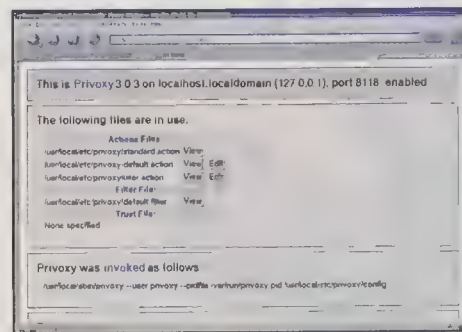 This is Privoxy 3 0 3 on localhost.localdomain (127 0.0 1), port 8118 enabled
The following files are in use.
Actions Files
/usr/local/etc/privoxy/standard action View
/usr/local/etc/privoxy/default action View Edit
/usr/local/etc/privoxy/user action View Edit
Filter File:
/usr/local/etc/privoxy/default filter View
Trust File:
None specified
Privoxy was invoked as follows
/usr/local/sbin/privoxy --user privoxy --pidfile /var/run/privoxy pid /usr/local/etc/privoxy/config